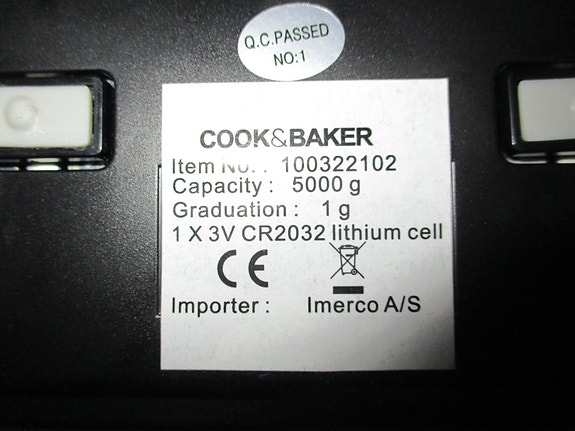 Q.C.PASSED
NO:1
COOK&BAKER
Item No. : 100322102
Capacity : 5000 g
Graduation : 1 g
1 X 3V CR2032 lithium cell
CE
Importer : Imerco A/S